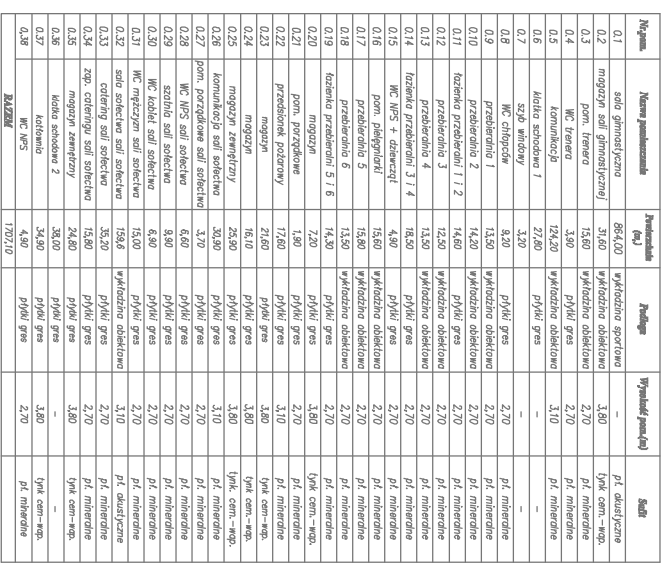 Nr.pom. Nazwa pomieszczenia Powierzchnia (m₂) Podłoga Wysokość pom.(m) Sufit
0.1 sala gimnastyczna 864,00 wykładzina sportowa – pł. akustyczne
0.2 magazyn sali gimnastycznej 31,60 wykładzina obiektowa 3,80 tynk cem.-wap.
0.3 pom. trenera 15,60 wykładzina obiektowa 2,70 pł. mineralne
0.4 WC trenera 3,90 płytki gres 2,70 pł. mineralne
0.5 komunikacja 124,20 wykładzina obiektowa 3,10 pł. mineralne
0.6 klatka schodowa 1 27,80 płytki gres – –
0.7 szyb windowy 3,20 – –
0.8 WC chłopców 9,20 płytki gres 2,70 pł. mineralne
0.9 przebieralnia 1 13,50 wykładzina obiektowa 2,70 pł. mineralne
0.10 przebieralnia 2 14,20 wykładzina obiektowa 2,70 pł. mineralne
0.11 łazienka przebieralni 1 i 2 14,60 płytki gres 2,70 pł. mineralne
0.12 przebieralnia 3 12,50 wykładzina obiektowa 2,70 pł. mineralne
0.13 przebieralnia 4 13,50 wykładzina obiektowa 2,70 pł. mineralne
0.14 łazienka przebieralni 3 i 4 18,50 płytki gres 2,70 pł. mineralne
0.15 WC NPS + dziewcząt 4,90 płytki gres 2,70 pł. mineralne
0.16 pom. pielęgniarki 15,60 wykładzina obiektowa 2,70 pł. mineralne
0.17 przebieralnia 5 15,80 wykładzina obiektowa 2,70 pł. mineralne
0.18 przebieralnia 6 13,50 wykładzina obiektowa 2,70 pł. mineralne
0.19 łazienka przebieralni 5 i 6 14,30 płytki gres 2,70 pł. mineralne
0.20 magazyn 7,20 płytki gres 3,80 tynk cem.-wap.
0.21 pom. porządkowe 1,90 płytki gres 2,70 pł. mineralne
0.22 przedsionek pożarowy 17,60 płytki gres 3,10 pł. mineralne
0.23 magazyn 21,60 płytki gres 3,80 tynk cem-wap.
0.24 magazyn 16,10 płytki gres 3,80 tynk cem.-wap.
0.25 magazyn zewnętrzny 25,90 płytki gres 3,80 tynk. cem.-wap.
0.26 komunikacja sali sołectwa 30,90 płytki gres 3,10 pł. mineralne
0.27 pom. porządkowe sali sołectwa 3,70 płytki gres 2,70 pł. mineralne
0.28 WC NPS sali sołectwa 6,60 płytki gres 2,70 pł. mineralne
0.29 szatnia sali sołectwa 9,90 płytki gres 2,70 pł. mineralne
0.30 WC kobiet sali sołectwa 6,90 płytki gres 2,70 pł. mineralne
0.31 WC mężczyzn sali sołectwa 15,00 płytki gres 2,70 pł. mineralne
0.32 sala sołectwa sali sołectwa 159,6 wykładzina obiektowa 3,10 pł. akustyczne
0.33 catering sali sołectwa 35,20 płytki gres 2,70 pł. mineralne
0.34 zap. cateringu sali sołectwa 15,80 płytki gres 2,70 pł. mineralne
0.35 magazyn zewnętrzny 24,80 płytki gres 3,80 tynk cem-wap.
0.36 klatka schodowa 2 38,00 płytki gres – –
0.37 kotłownia 34,90 płytki gres 3,80 tynk cem-wap.
0.38 WC NPS 4,90 płytki gres 2,70 pł. mineralne
RAZEM 1707,10